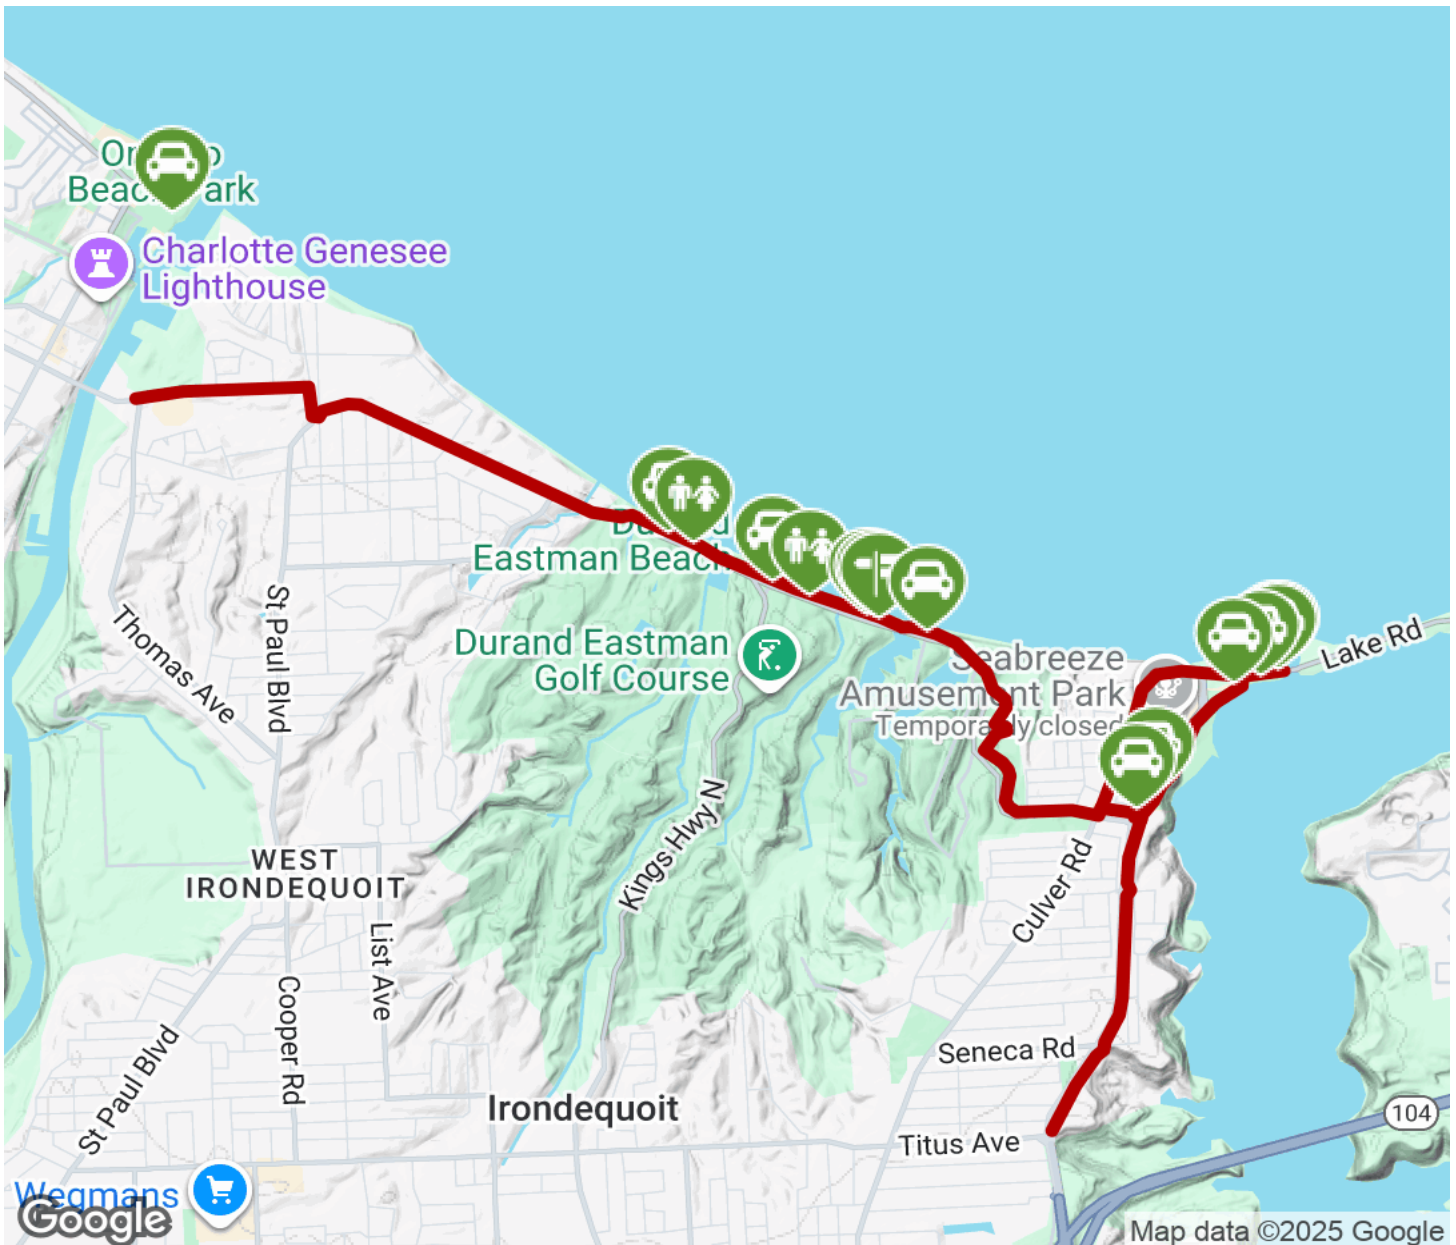 Charlotte Genesee
Lighthouse
Beach Park
Eastman Beach
Durand Eastman
Golf Course
Seabreeze
Amusement Park
Lake Rd
St Paul Blvd
Thomas Ave
Kings Hwy N
WEST
IRONDEQUOIT
Culver Rd
List Ave
Cooper Rd
St Paul Blvd
Seneca Rd
Irondequoit
Titus Ave
104
Wegmans
Google
Map data ©2025 Google